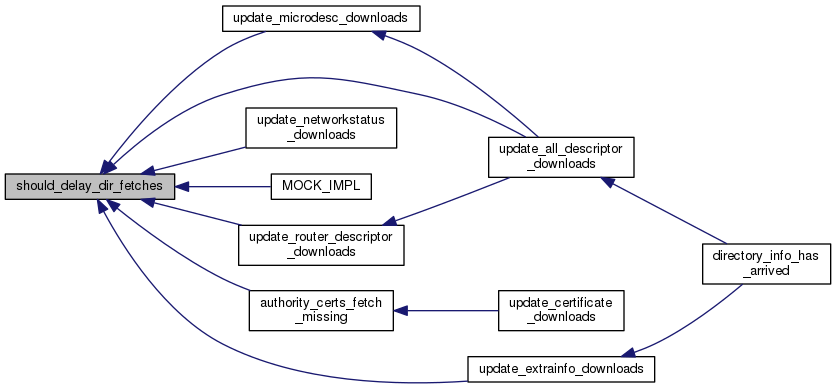 update_microdesc_downloads
update_networkstatus
_downloads
update_all_descriptor
_downloads
should_delay_dir_fetches
MOCK_IMPL
update_router_descriptor
_downloads
directory_info_has
_arrived
authority_certs_fetch
_missing
update_certificate
_downloads
update_extrainfo_downloads